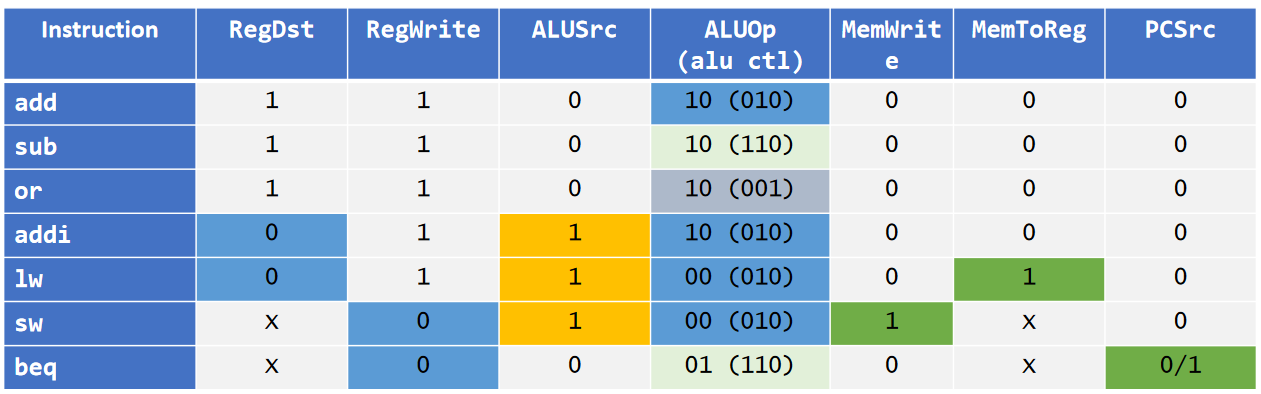 Instruction RegDst RegWrite ALUSrc ALUOp MemWrit MemToReg PCSrc
(alu ctl) e
add 1 1 0 10 (010) 0 0 0
sub 1 1 0 10 (110) 0 0 0
or 1 1 0 10 (001) 0 0 0
addi 0 1 1 10 (010) 0 0 0
lw 0 1 1 00 (010) 0 1 0
sw x 0 1 00 (010) 1 x 0
beq x 0 0 01 (110) 0 x 0/1